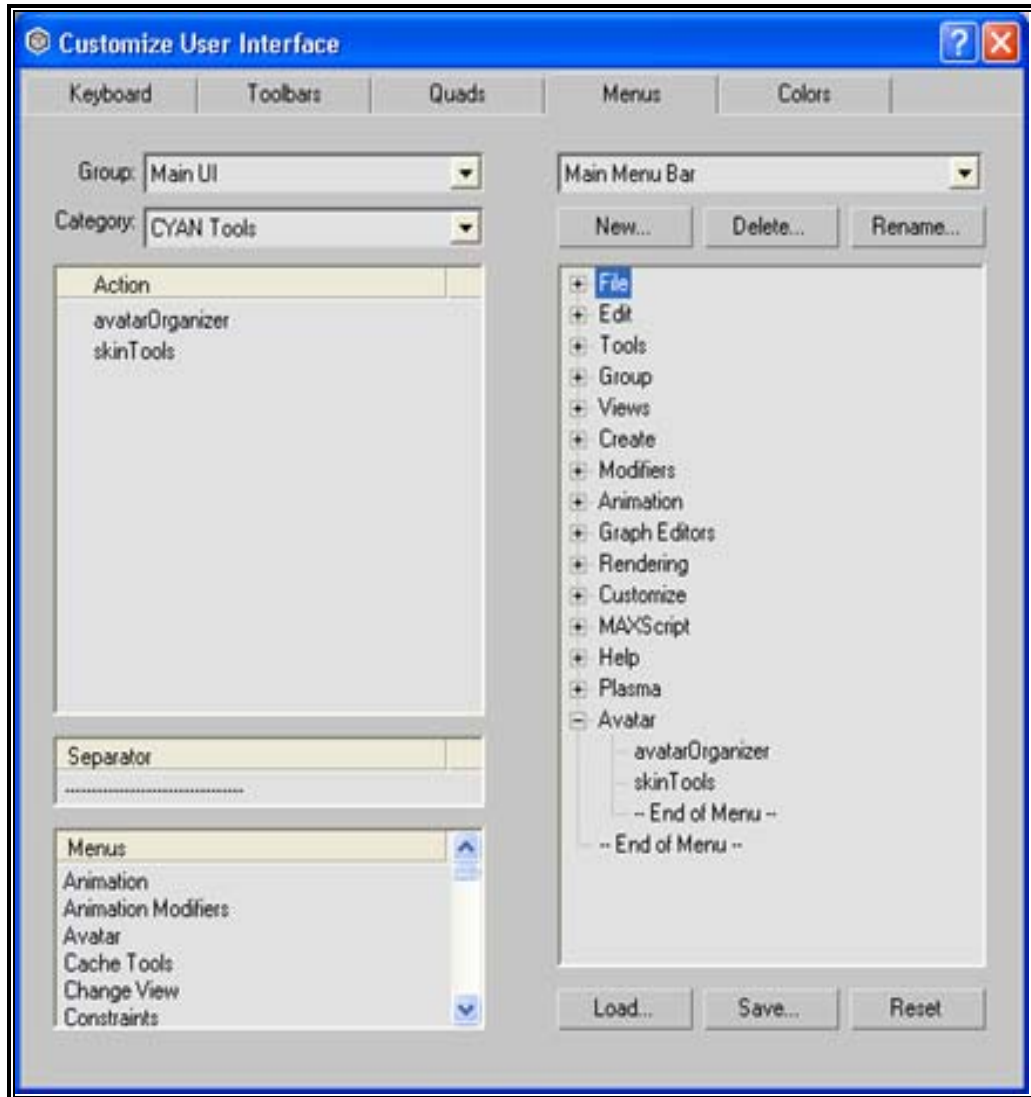 Customize User Interface
Keyboard Toolbars Quads Menus Colors
Group: Main UI
Category: CYAN Tools
Action
avatarOrganizer
skinTools
Separator
----------------------------------
Menus
Animation
Animation Modifiers
Avatar
Cache Tools
Change View
Constraints
Main Menu Bar
New... Delete... Rename...
File
Edit
Tools
Group
Views
Create
Modifiers
Animation
Graph Editors
Rendering
Customize
MAXScript
Help
Plasma
Avatar
avatarOrganizer
skinTools
-- End of Menu --
-- End of Menu --
Load... Save... Reset